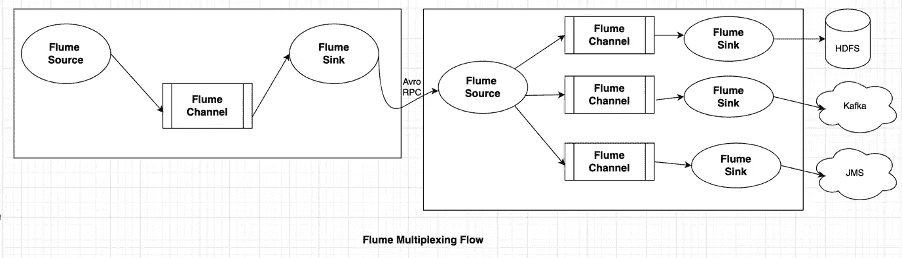 Flume
Source
Flume
Channel
Flume
Sink
Avro
RPC
Flume
Source
Flume
Channel
Flume
Sink
HDFS
Flume
Channel
Flume
Sink
Kafka
Flume
Channel
Flume
Sink
JMS
Flume Multiplexing Flow